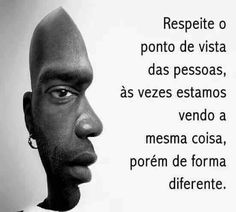 Respeite o
ponto de vista
das pessoas,
às vezes estamos
vendo a
mesma coisa,
porém de forma
diferente.